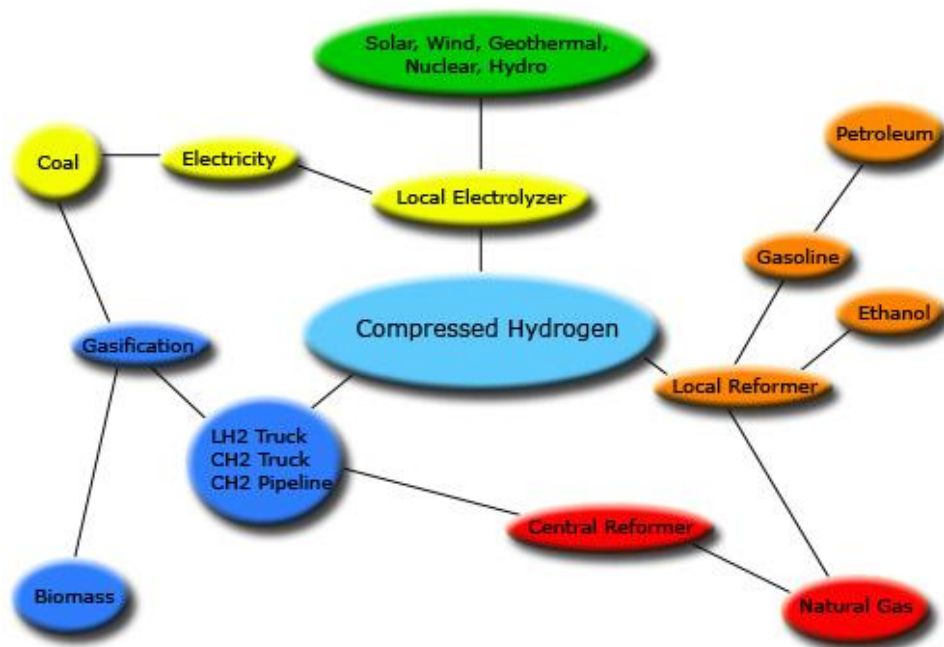 Solar, Wind, Geothermal,
Nuclear, Hydro
Petroleum
Coal
Electricity
Local Electrolyzer
Gasoline
Ethanol
Compressed Hydrogen
Gasification
Local Reformer
LH2 Truck
CH2 Truck
CH2 Pipeline
Central Reformer
Biomass
Natural Gas